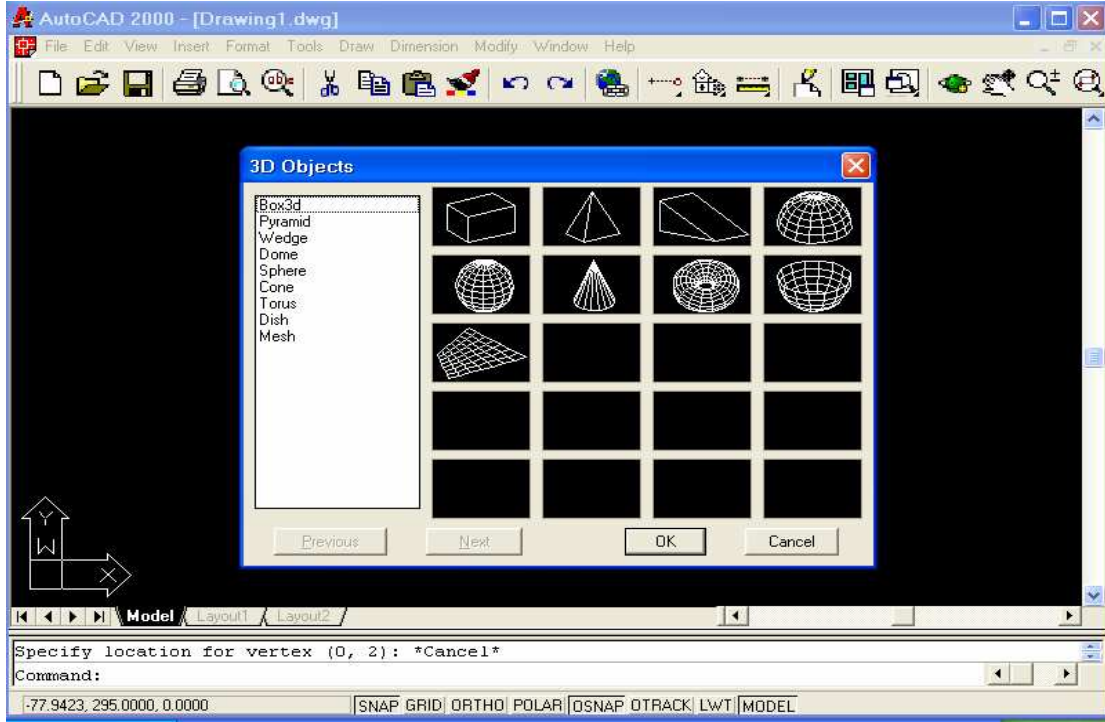 AutoCAD 2000 - [Drawing1.dwg]
File Edit View Insert Format Tools Draw Dimension Modify Window Help
3D Objects
Box3d
Pyramid
Wedge
Dome
Sphere
Cone
Torus
Dish
Mesh
Previous Next OK Cancel
Y
W
X
Model Layout1 Layout2
Specify location for vertex (0, 2): *Cancel*
Command:
-77.9423, 295.0000, 0.0000 SNAP GRID ORTHO POLAR OSNAP OTRACK LWT MODEL